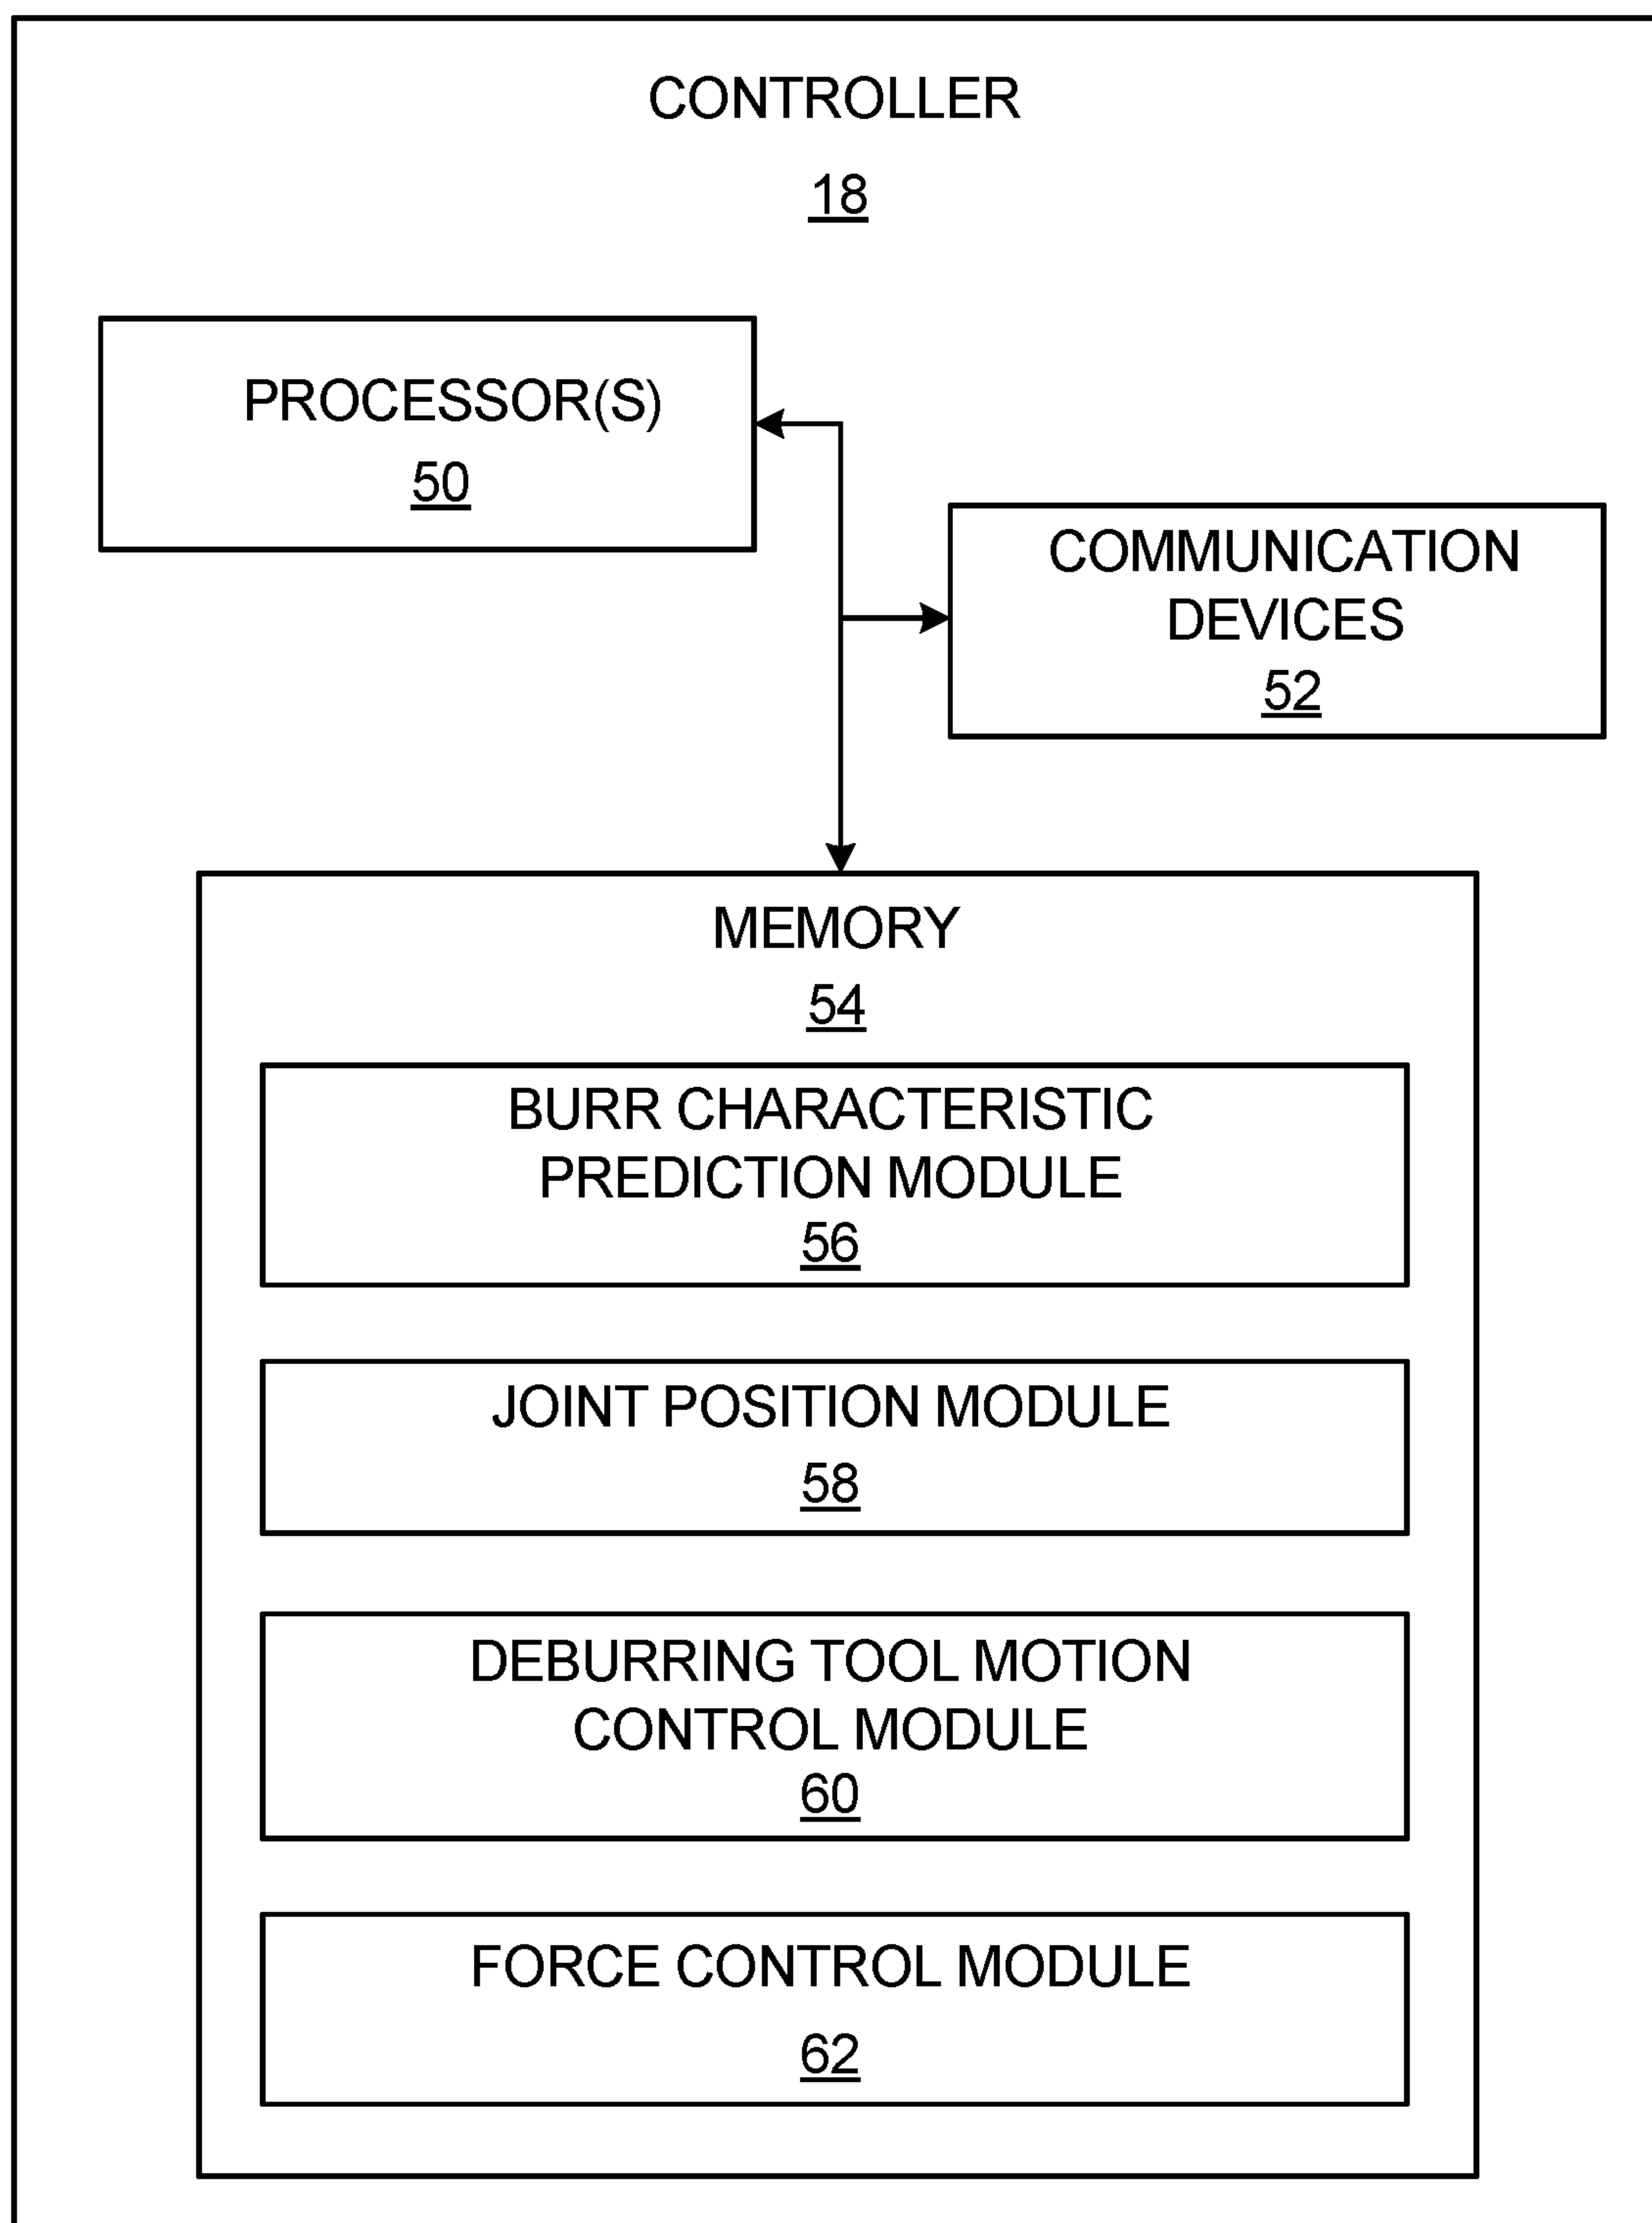 CONTROLLER
18
PROCESSOR(S)
50
COMMUNICATION
DEVICES
52
MEMORY
54
BURR CHARACTERISTIC
PREDICTION MODULE
56
JOINT POSITION MODULE
58
DEBURRING TOOL MOTION
CONTROL MODULE
60
FORCE CONTROL MODULE
62